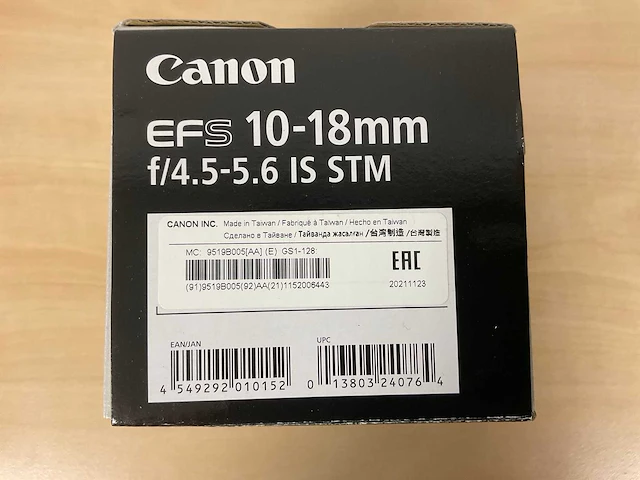 Canon
EFS 10-18mm
f/4.5-5.6 IS STM
CANON INC. Made in Taiwan / Fabriqué à Taiwan / Hecho en Taiwan
Сделано в Тайване / Тайванда жасалған / 台湾制造 / 台灣製造
MC: 9519B005[AA] (E) GS1-128:
EAC
(91)9519B005(92)AA(21)1152006443
20211123
EAN/JAN
UPC
4 549292 010152
0 13803 24076 4